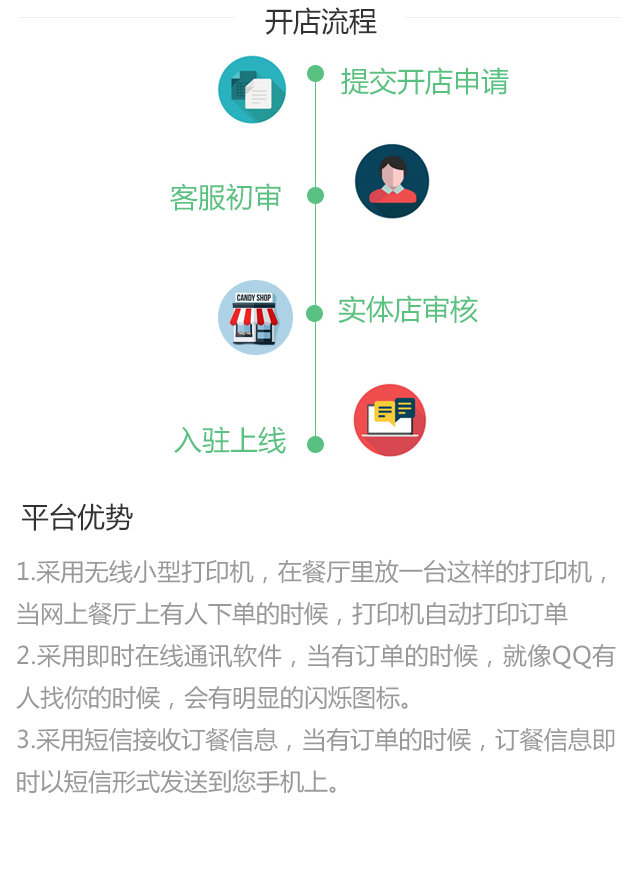 开店流程
提交开店申请
客服初审
CANDY SHOP
实体店审核
入驻上线
平台优势
1.采用无线小型打印机，在餐厅里放一台这样的打印机，
当网上餐厅上有人下单的时候，打印机自动打印订单
2.采用即时在线通讯软件，当有订单的时候，就像QQ有
人找你的时候，会有明显的闪烁图标。
3.采用短信接收订餐信息，当有订单的时候，订餐信息即
时以短信形式发送到您手机上。